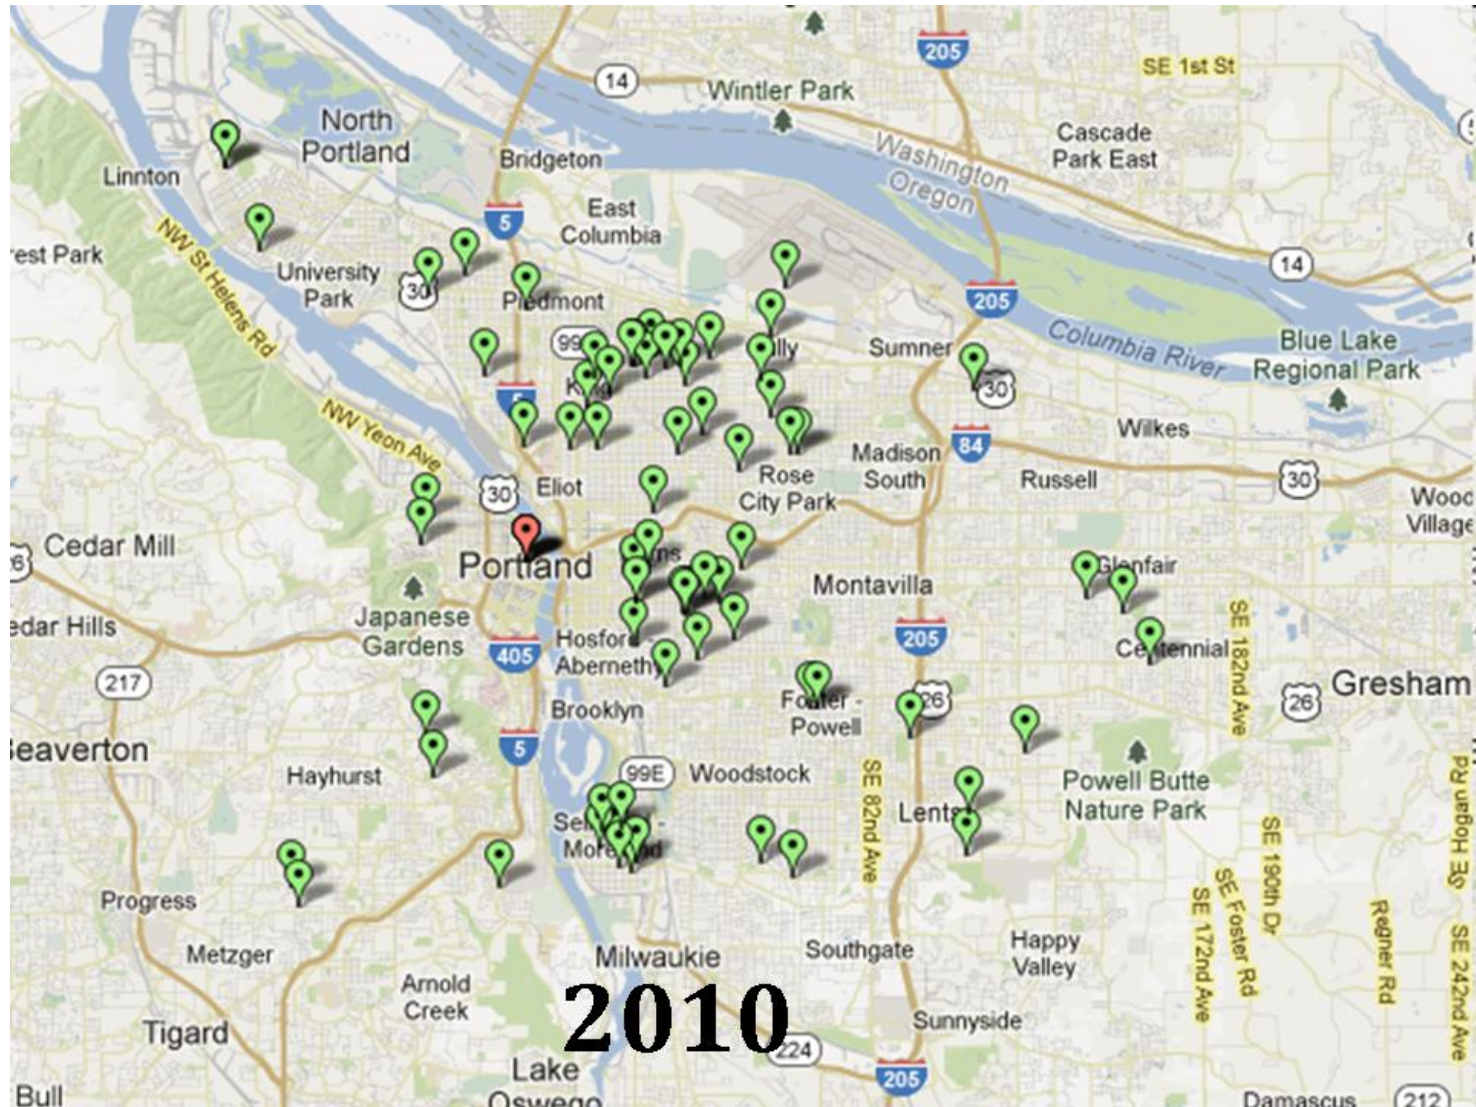 205
SE 1st St
14
Wintler Park
North
Portland
Cascade
Park East
Bridgeton
Washington
Oregon
Linnton
5
East
Columbia
NW St Helens Rd
rest Park
University
Park
30
14
Piedmont
205
Columbia River
99
Sumner
Blue Lake
Regional Park
30
5
NW Yeon Ave
Wilkes
84
Madison
South
Rose
City Park
Eliot
30
Russell
30
Wood
Village
Cedar Mill
Portland
Glenfair
Montavilla
Japanese
Gardens
edar Hills
Hosford -
Abernethy
405
205
SE 182nd Ave
Centennial
217
Gresham
26
26
Brooklyn
Foster -
Powell
Beaverton
5
Hayhurst
99E
Woodstock
SE 82nd Ave
Powell Butte
Nature Park
SE Hogan Rd
Lents
SE 190th Dr
Progress
SE Foster Rd
SE 172nd Ave
Regner Rd
SE 242nd Ave
Metzger
Milwaukie
Southgate
Happy
Valley
Arnold
Creek
2010
Tigard
Sunnyside
224
205
Lake
Oswego
Bull
Damascus
212